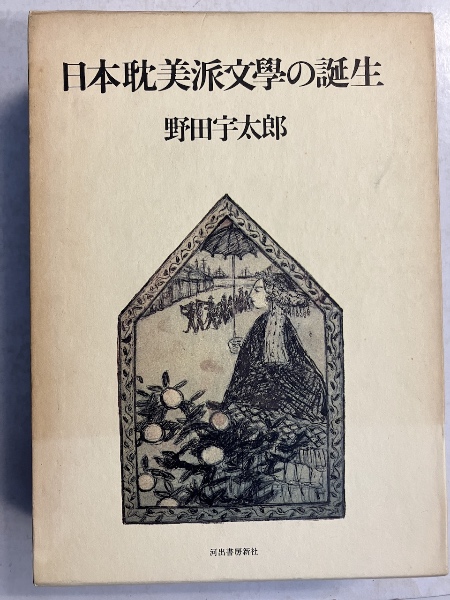 日本耽美派文學の誕生
野田宇太郎
河出書房新社